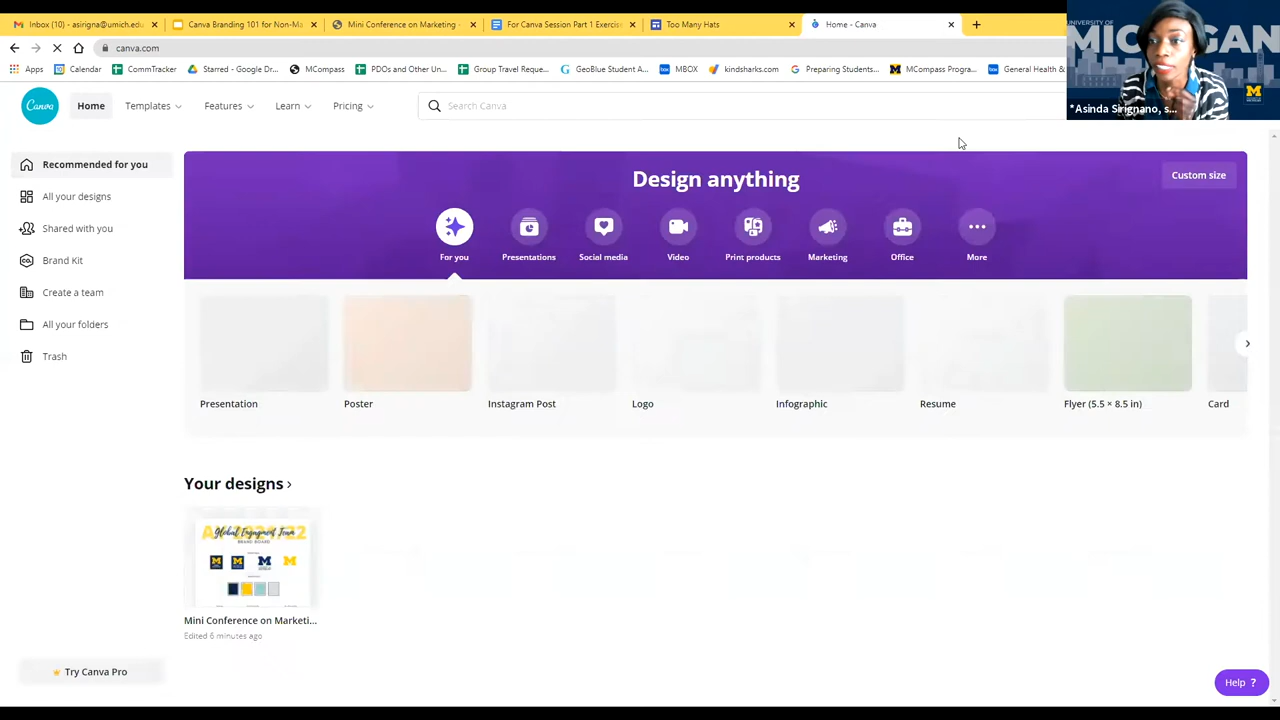 Inbox (10) - asirigna@umich.edu
Canva Branding 101 for Non-Ma
Mini Conference on Marketing -
For Canva Session Part 1 Exercis
Too Many Hats
Home - Canva
canva.com
Apps
Calendar
CommTracker
Starred - Google Dr...
MCompass
PDOs and Other Un...
Group Travel Reque...
GeoBlue Student A...
MBOX
kindsharks.com
Preparing Students...
MCompass Progra...
General Health &
UNIVERSITY OF
MICHIGAN
*Asinda Sirignano, s...
Canva
Home
Templates
Features
Learn
Pricing
Search Canva
Recommended for you
All your designs
Shared with you
Brand Kit
Create a team
All your folders
Trash
Try Canva Pro
Design anything
Custom size
For you
Presentations
Social media
Video
Print products
Marketing
Office
More
Presentation
Poster
Instagram Post
Logo
Infographic
Resume
Flyer (5.5 × 8.5 in)
Card
Your designs ›
Global Engagment Team
BRAND BOARD
Mini Conference on Marketi...
Edited 6 minutes ago
Help ?